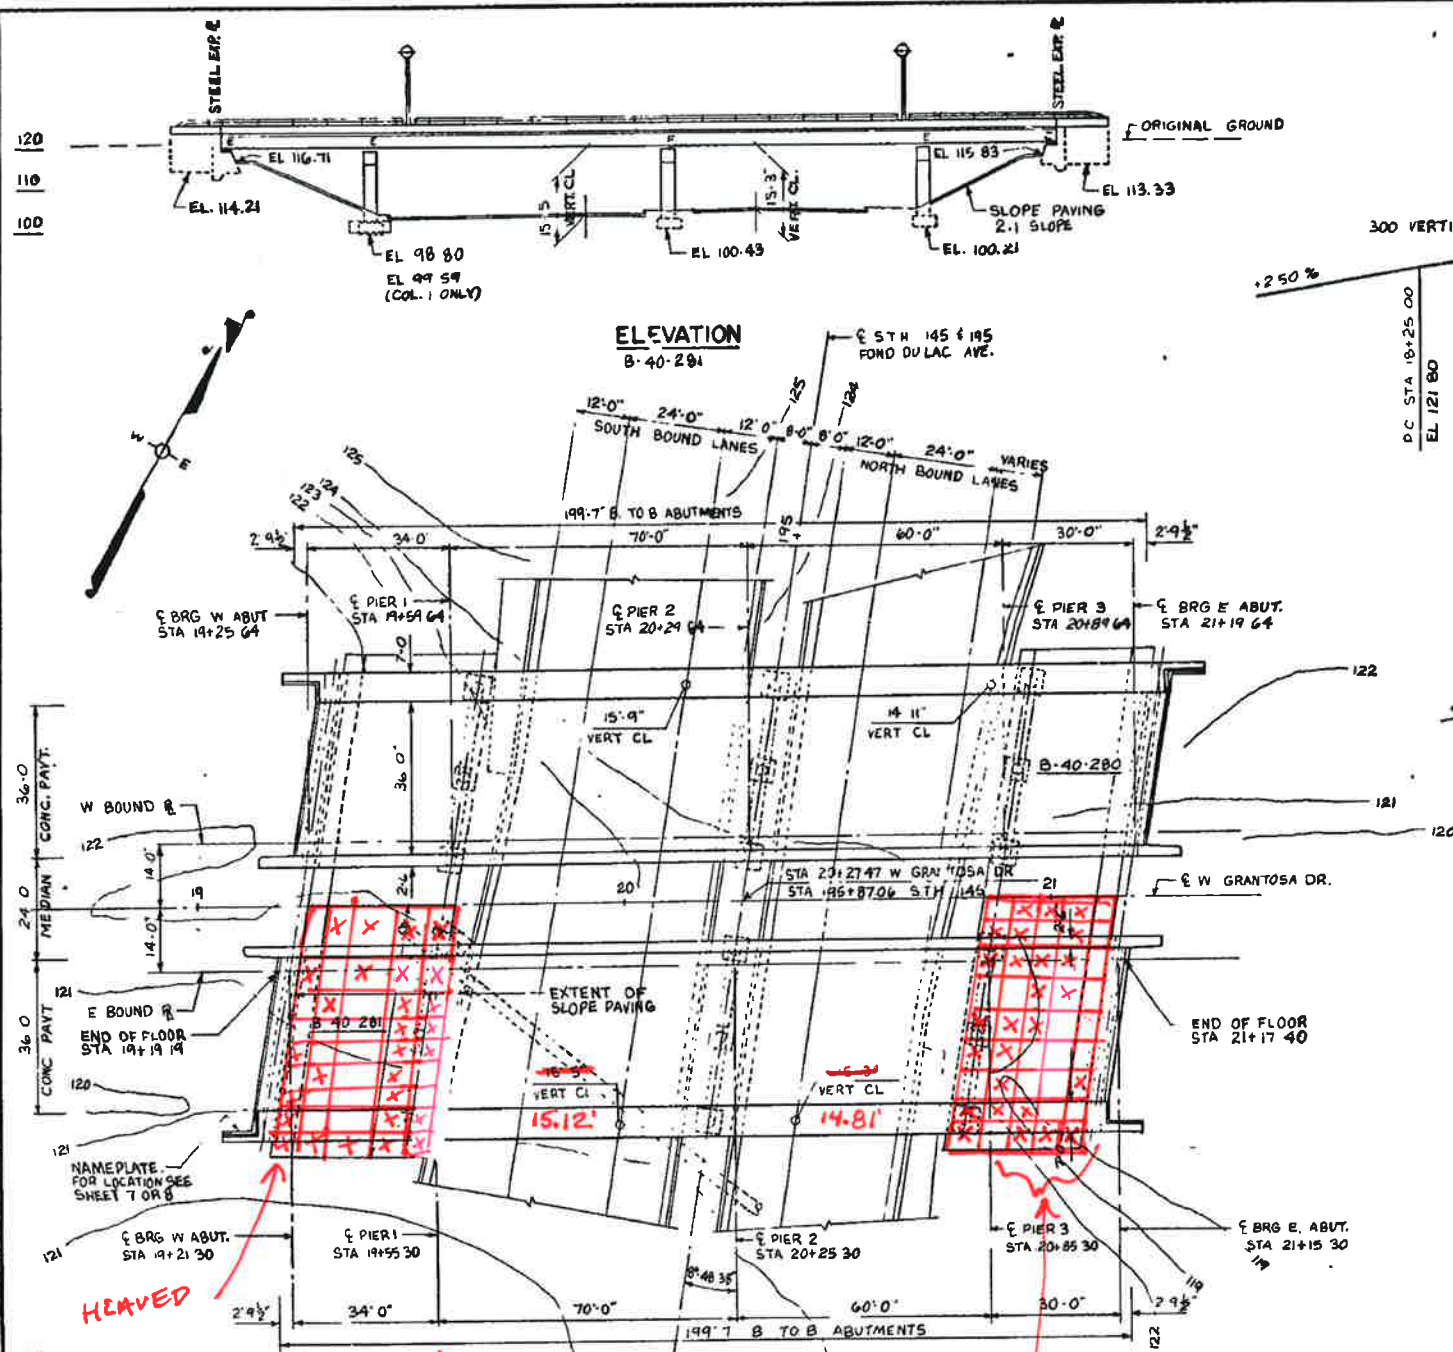 STEEL EXP. ℄
STEEL EXP. ℄
120
110
100
EL 116.71
EL. 114.21
EL 98 80
EL 99 59
(COL. 1 ONLY)
15'-5
VERT. CL
EL 100.43
15'-3"
VERT CL.
EL 115 83
EL. 100.21
ORIGINAL GROUND
EL 113.33
SLOPE PAVING
2:1 SLOPE
300 VERTI
+2 50 %
PC STA 18+25 00
EL 121 80
ELEVATION
B-40-281
℄ STH 145 & 195
FOND DU LAC AVE.
W
E
12'-0"
24'-0"
12' 0"
8'-0"
8' 0"
12'-0"
24'-0"
VARIES
SOUTH BOUND LANES
NORTH BOUND LANES
125
124
125
124
123
122
199'-7" B. TO B ABUTMENTS
195
2' 9½"
34'-0'
70'-0"
60'-0"
30'-0"
2'-9½"
℄ BRG W ABUT
STA 19+25 64
℄ PIER 1
STA 19+59 64
℄ PIER 2
STA 20+29 64
℄ PIER 3
STA 20+89 64
℄ BRG E ABUT.
STA 21+19 64
7'-0
36' 0"
15'-9"
VERT CL
14 11"
VERT CL
B-40-280
122
121
120
36-0
CONC. PAVT.
24 0
MEDIAN
36 0
CONC PAVT
W BOUND ℞
122
14'-0'
14'-0"
2'-6
19
20
21
STA 20+27 47 W GRANTOSA DR
STA 195+87.06 S.T.H 145
℄ W GRANTOSA DR.
121
E BOUND ℞
END OF FLOOR
STA 19+19 19
B 40 281
EXTENT OF
SLOPE PAVING
END OF FLOOR
STA 21+17 40
120
15'-5"
VERT CL
15.12'
15-3"
VERT CL
14.81'
121
NAMEPLATE.
FOR LOCATION SEE
SHEET 7 OR 8
7'-0
121
℄ BRG W ABUT.
STA 19+21 30
℄ PIER 1
STA 19+55 30
℄ PIER 2
STA 20+25 30
℄ PIER 3
STA 20+85 30
℄ BRG E. ABUT.
STA 21+15 30
119
119
8°48 35"
HEAVED
2' 9½"
34' 0"
70'-0"
60'-0"
30'-0"
2 9½"
199' 7 B TO B ABUTMENTS
122